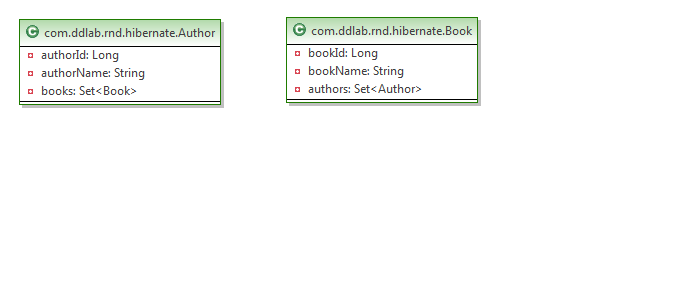 com.ddlab.rnd.hibernate.Author
authorId: Long
authorName: String
books: Set<Book>
com.ddlab.rnd.hibernate.Book
bookId: Long
bookName: String
authors: Set<Author>